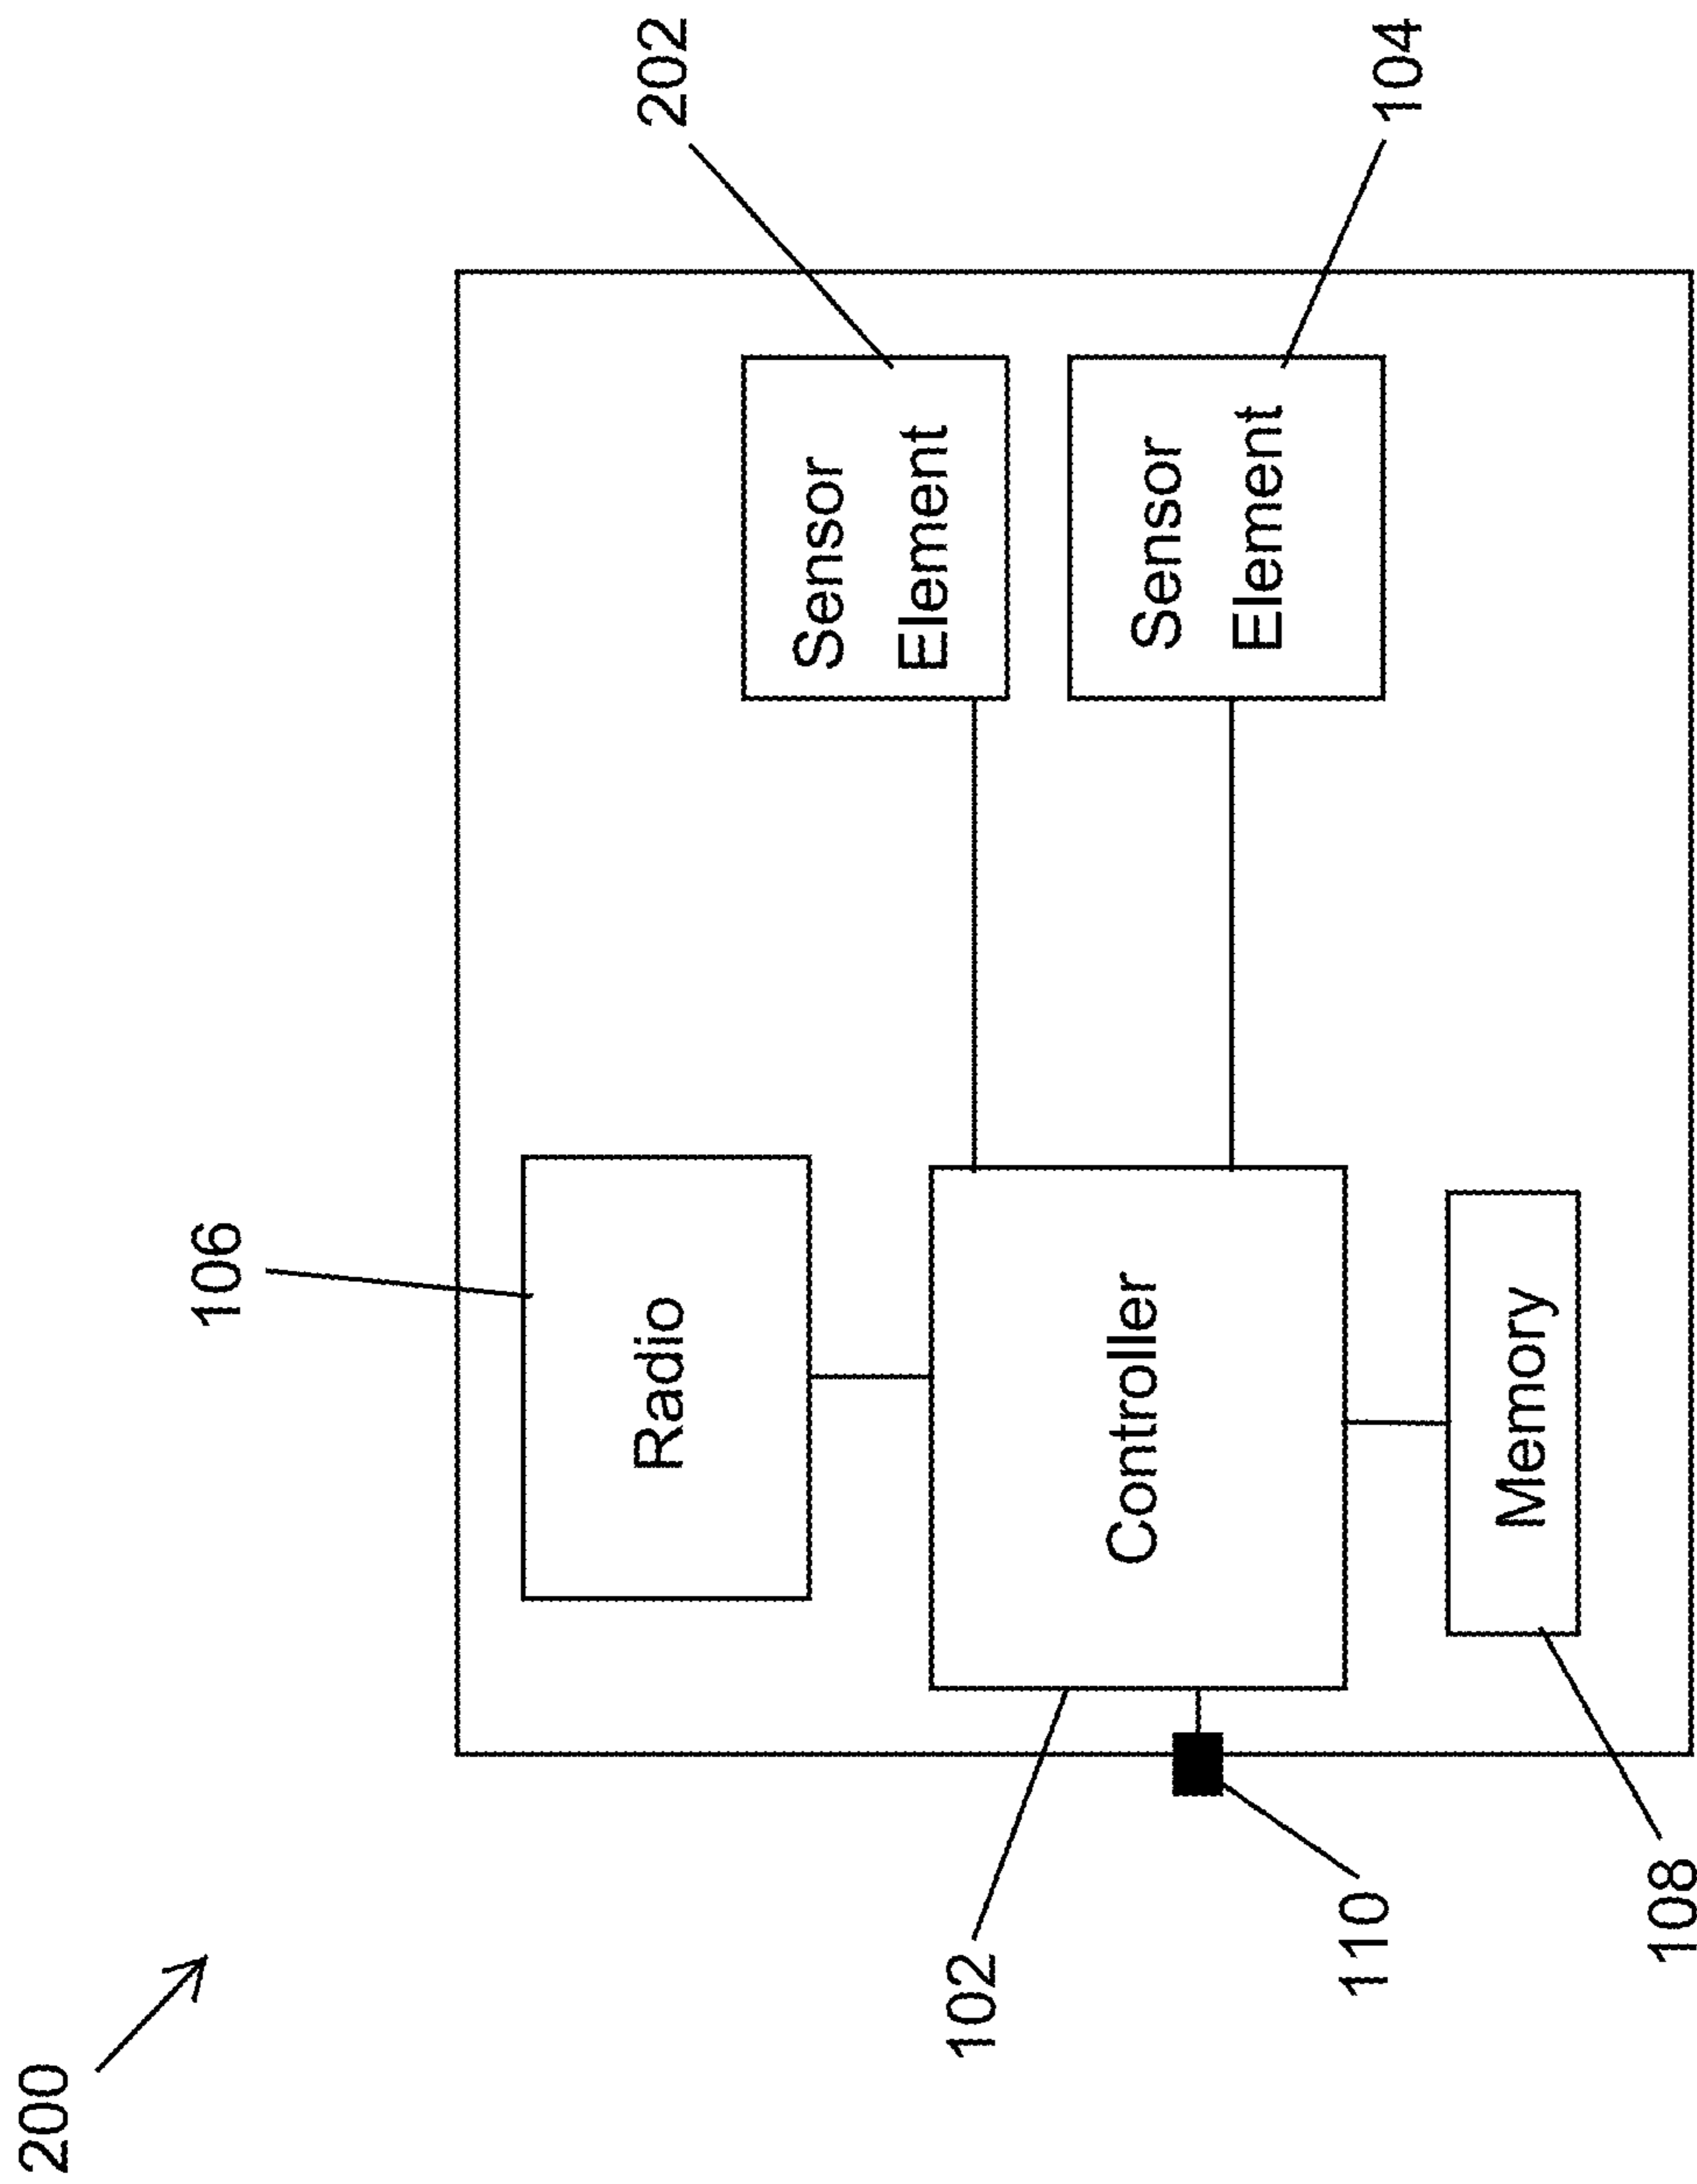 200
106
202
Radio
Sensor
Element
102
Controller
Sensor
Element
104
110
Memory
108